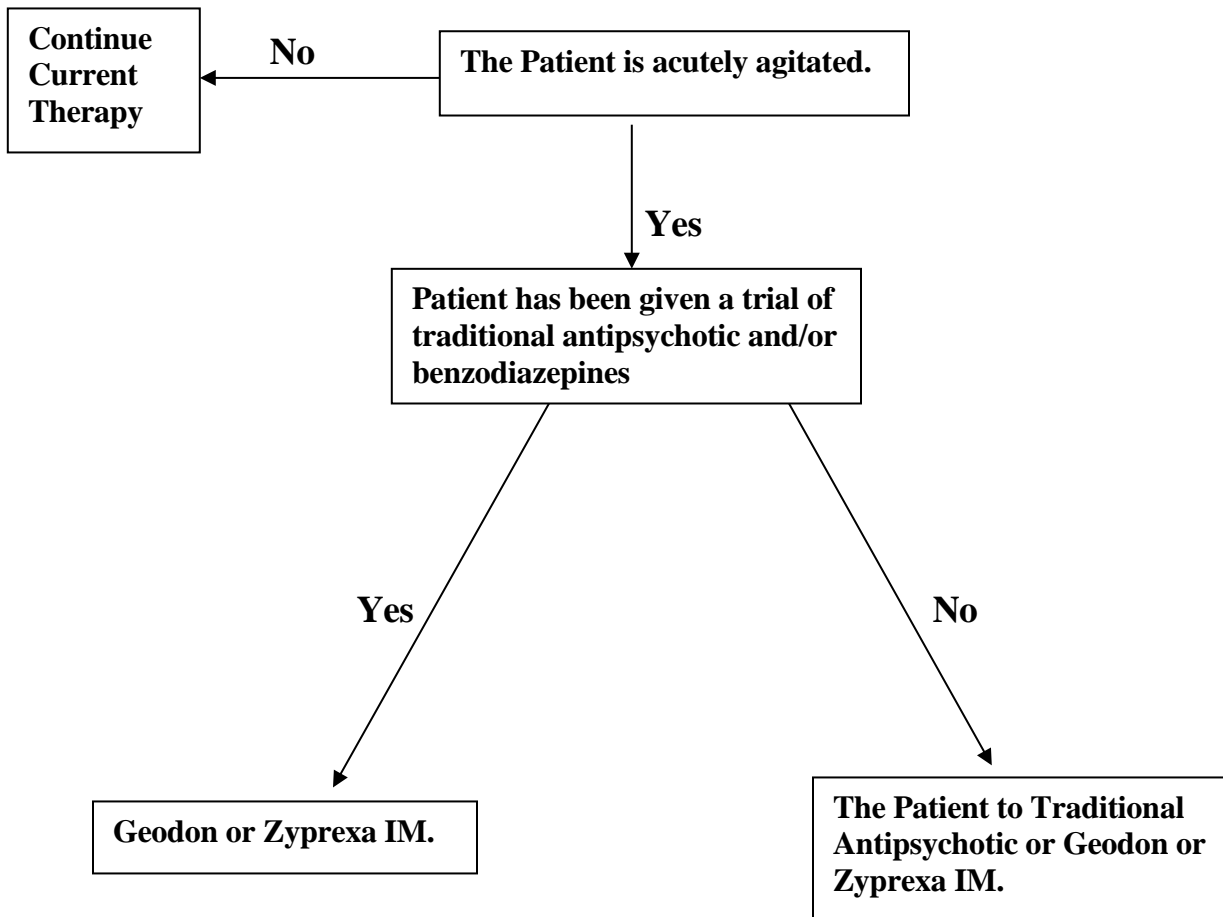 Continue
Current
Therapy
No
The Patient is acutely agitated.
Yes
Patient has been given a trial of
traditional antipsychotic and/or
benzodiazepines
Yes
No
Geodon or Zyprexa IM.
The Patient to Traditional
Antipsychotic or Geodon or
Zyprexa IM.